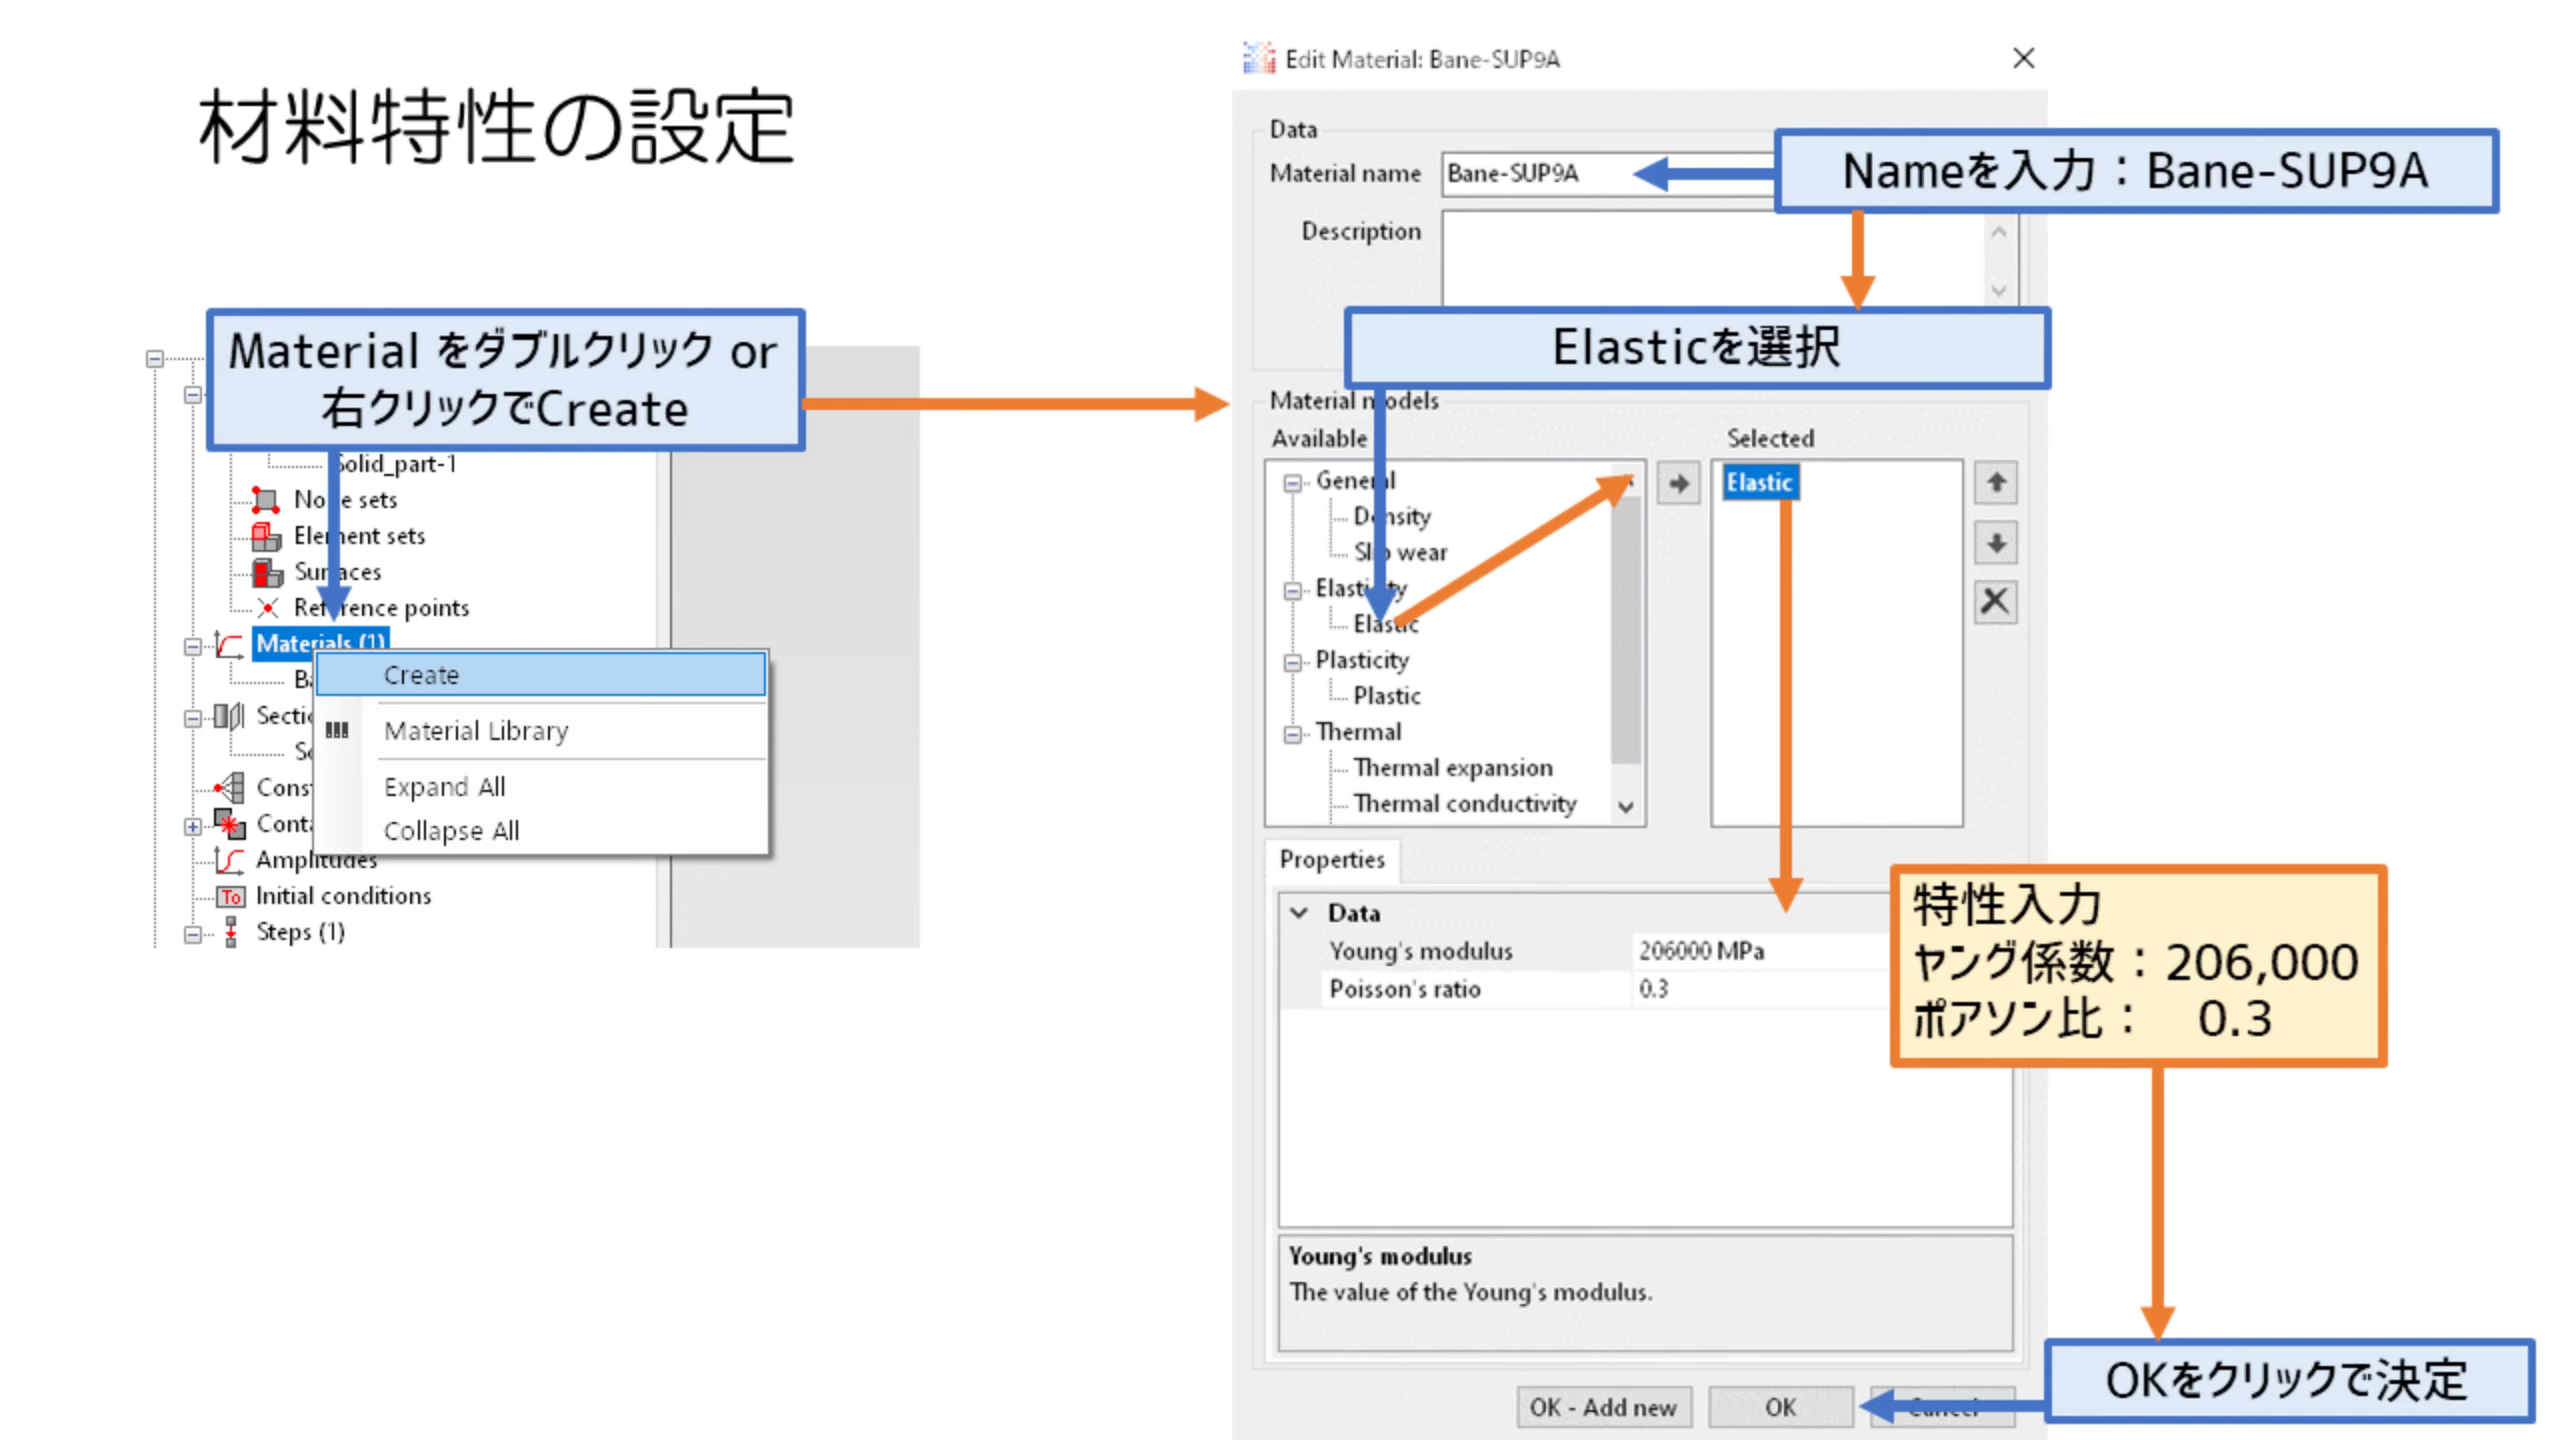 材料特性の設定
Material をダブルクリック or
右クリックでCreate
Solid_part-1
Node sets
Element sets
Surfaces
Reference points
Materials (1)
Create
Material Library
Expand All
Collapse All
Amplitudes
Initial conditions
Steps (1)
Edit Material: Bane-SUP9A
Data
Material name
Bane-SUP9A
Nameを入力：Bane-SUP9A
Description
Elasticを選択
Material models
Available
Selected
General
Density
Slip wear
Elasticity
Elastic
Plasticity
Plastic
Thermal
Thermal expansion
Thermal conductivity
Elastic
Properties
Data
Young's modulus
206000 MPa
Poisson's ratio
0.3
特性入力
ヤング係数：206,000
ポアソン比： 0.3
Young's modulus
The value of the Young's modulus.
OK - Add new
OK
Cancel
OKをクリックで決定